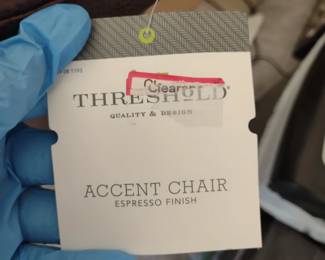 Clearance
THRESHOLD
QUALITY & DESIGN
ACCENT CHAIR
ESPRESSO FINISH